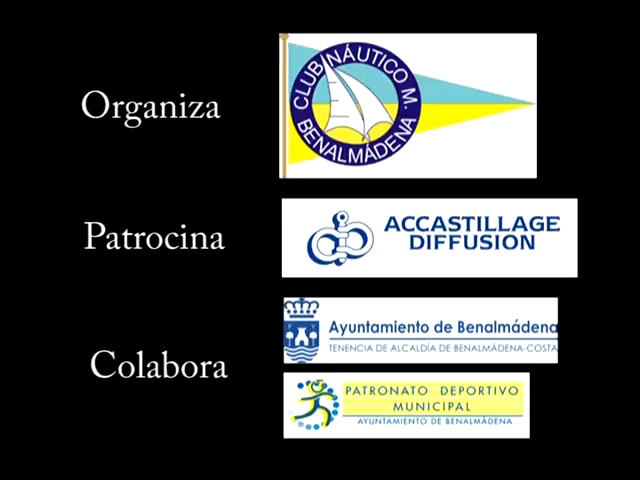 Organiza
CLUB NÁUTICO M.
BENALMÁDENA
Patrocina
ACCASTILLAGE
DIFFUSION
Colabora
Ayuntamiento de Benalmádena
TENENCIA DE ALCALDÍA DE BENALMÁDENA-COSTA
PATRONATO DEPORTIVO
MUNICIPAL
AYUNTAMIENTO DE BENALMÁDENA